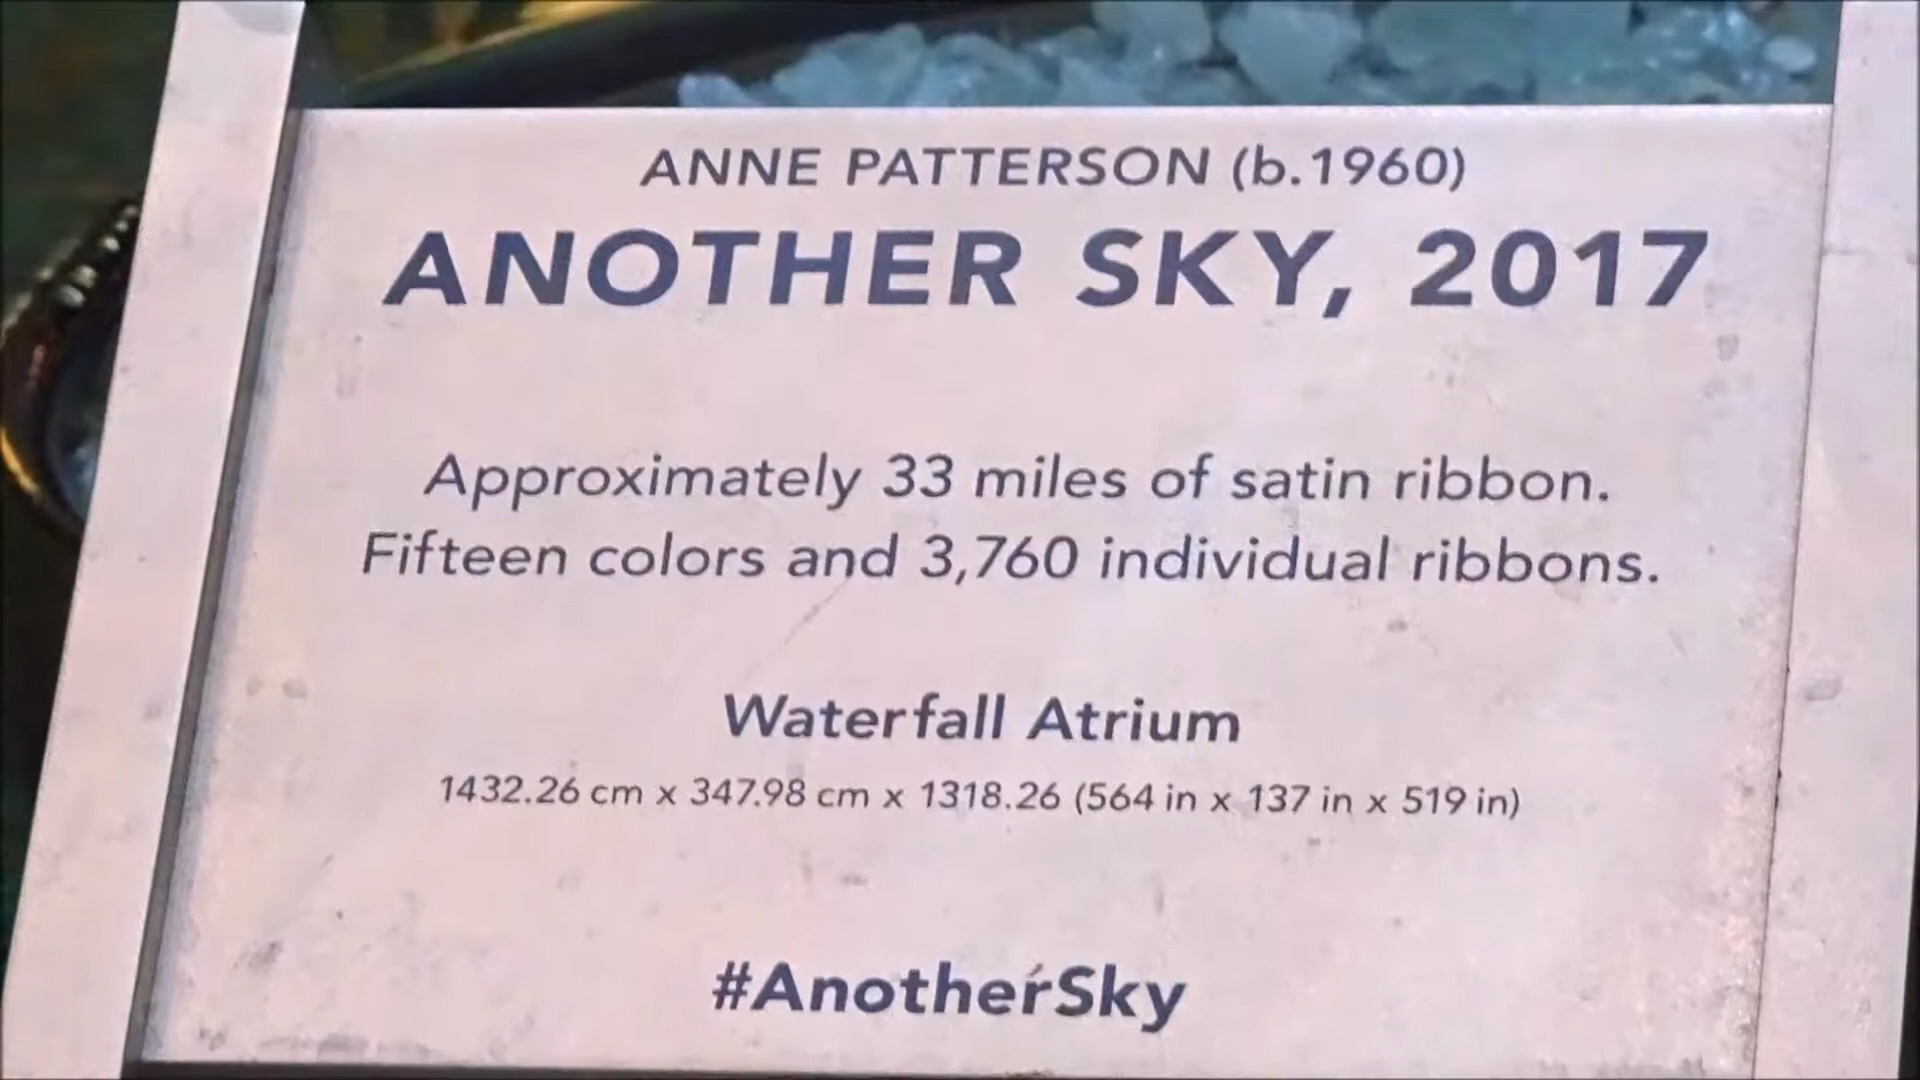 ANNE PATTERSON (b.1960)
ANOTHER SKY, 2017
Approximately 33 miles of satin ribbon.
Fifteen colors and 3,760 individual ribbons.
Waterfall Atrium
1432.26 cm x 347.98 cm x 1318.26 (564 in x 137 in x 519 in)
#AnotherSky